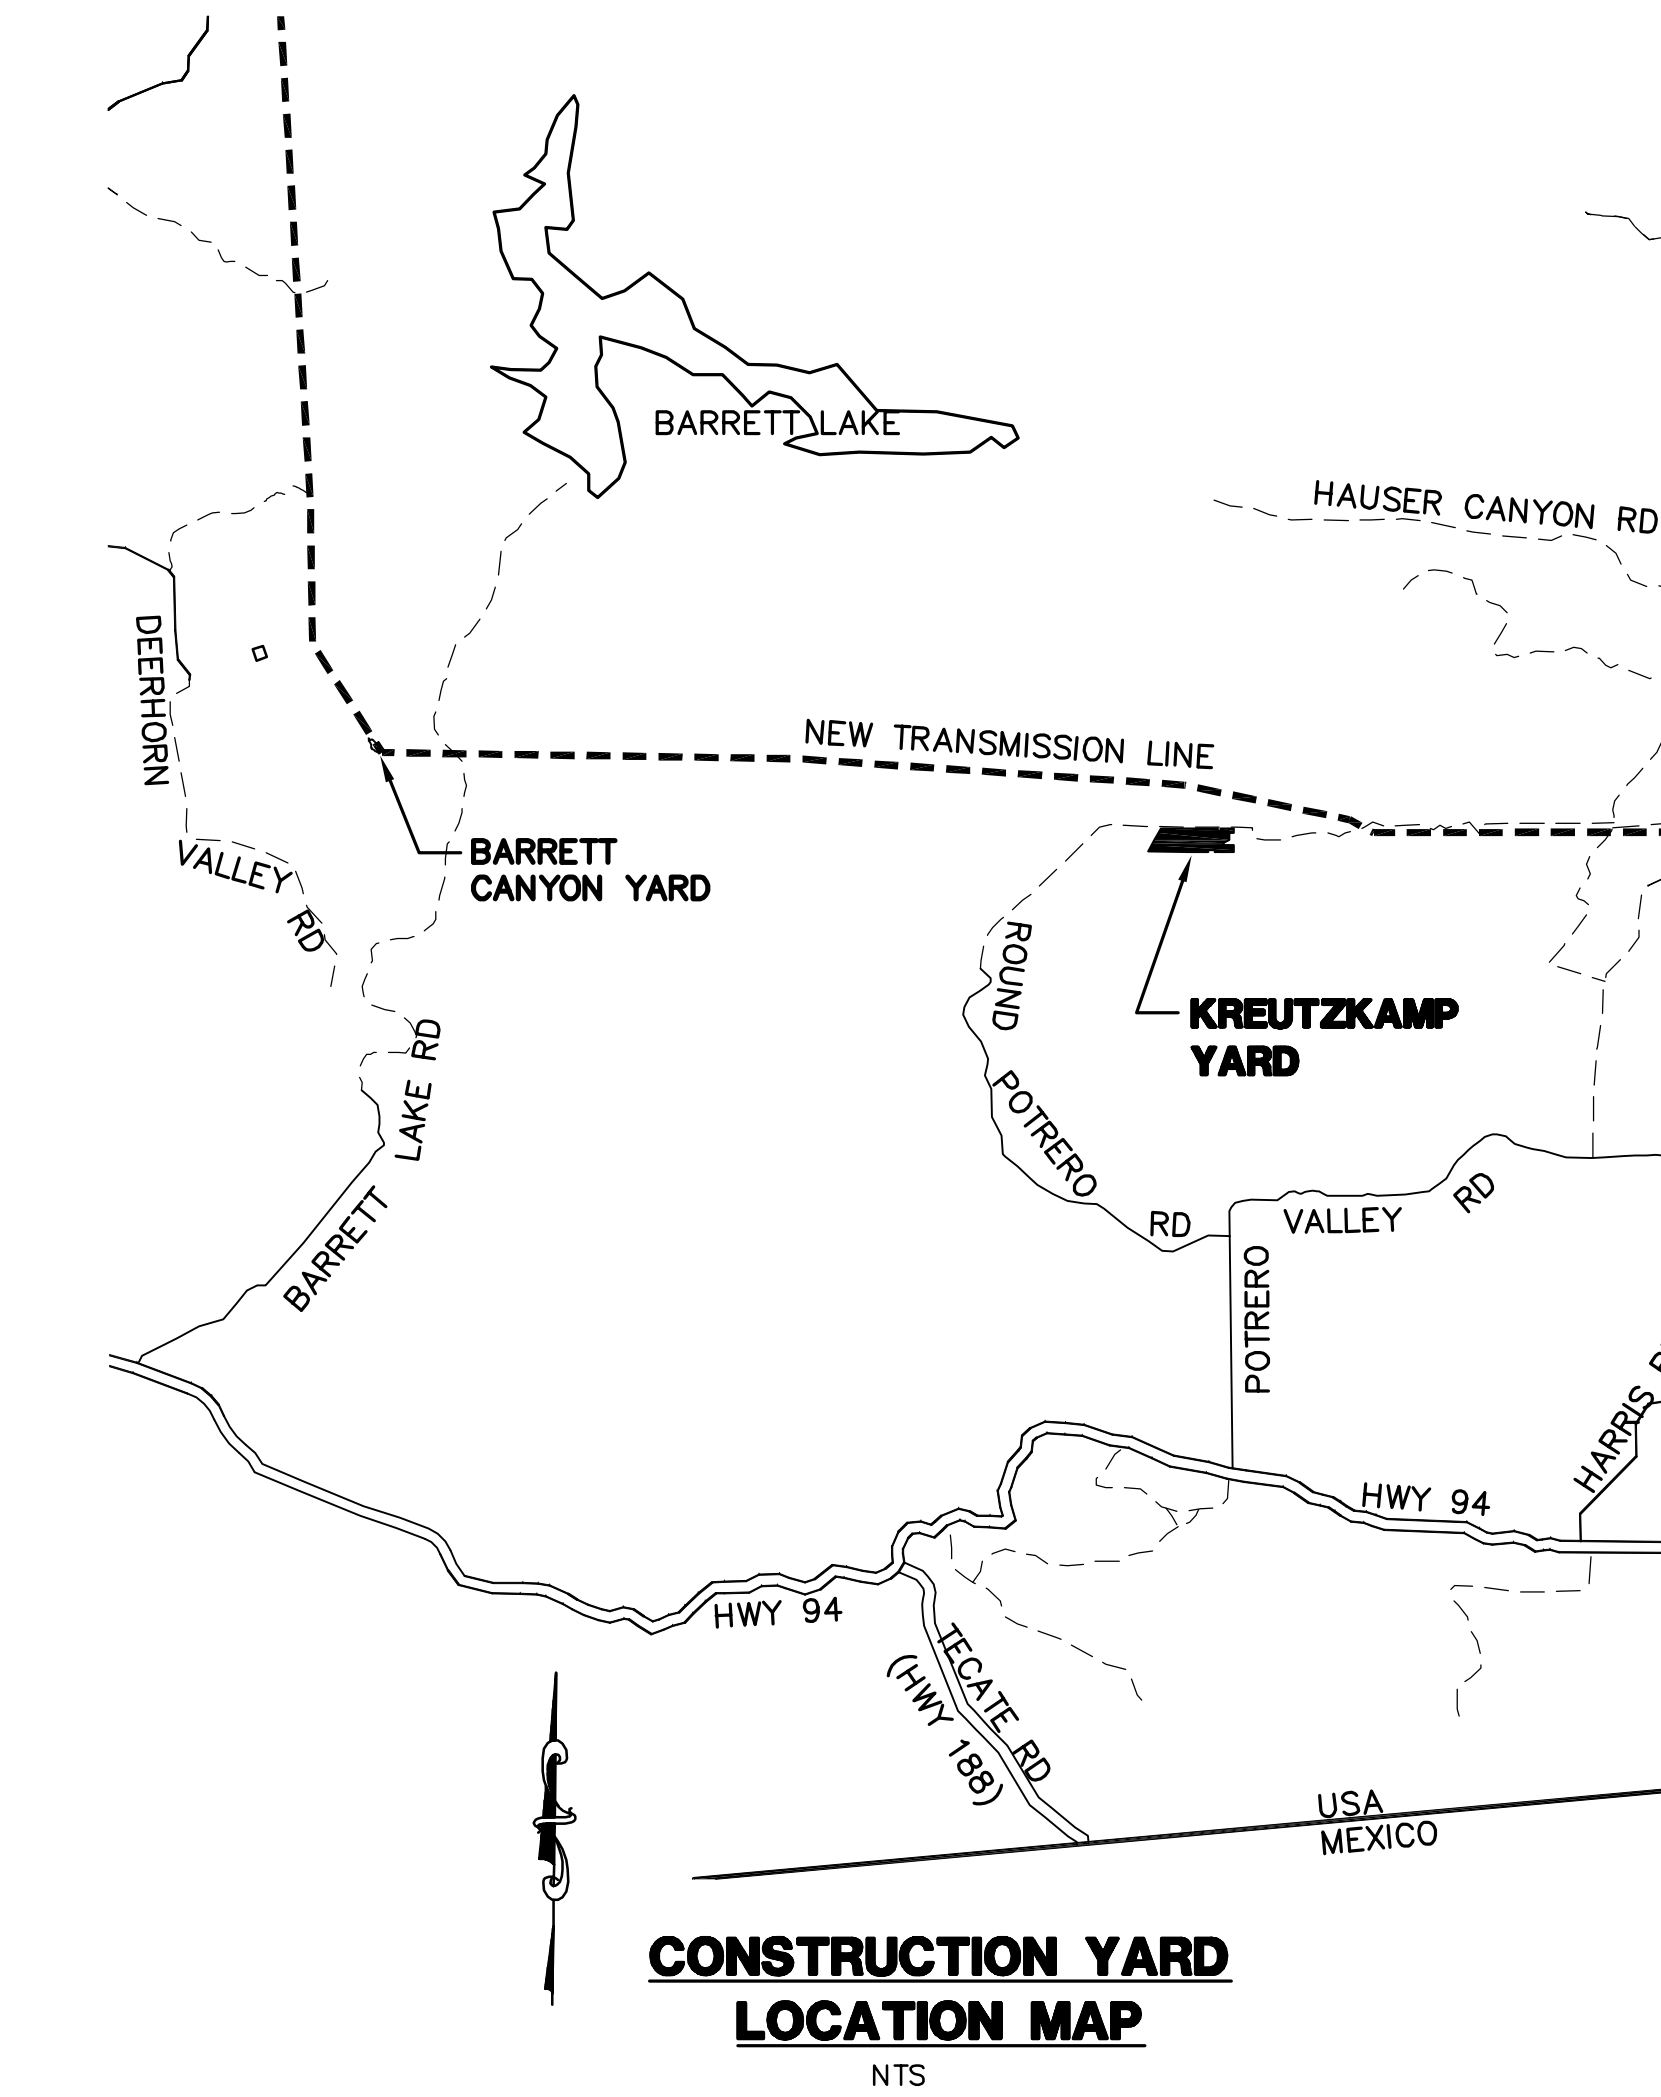 BARRETT LAKE
HAUSER CANYON RD
DEERHORN
VALLEY
RD
NEW TRANSMISSION LINE
BARRETT
CANYON YARD
ROUND
POTRERO
RD
KREUTZKAMP
YARD
BARRETT
LAKE RD
POTRERO
VALLEY
RD
HARRIS
HWY 94
HWY 94
TECATE RD
(HWY 188)
USA
MEXICO
CONSTRUCTION YARD
LOCATION MAP
NTS